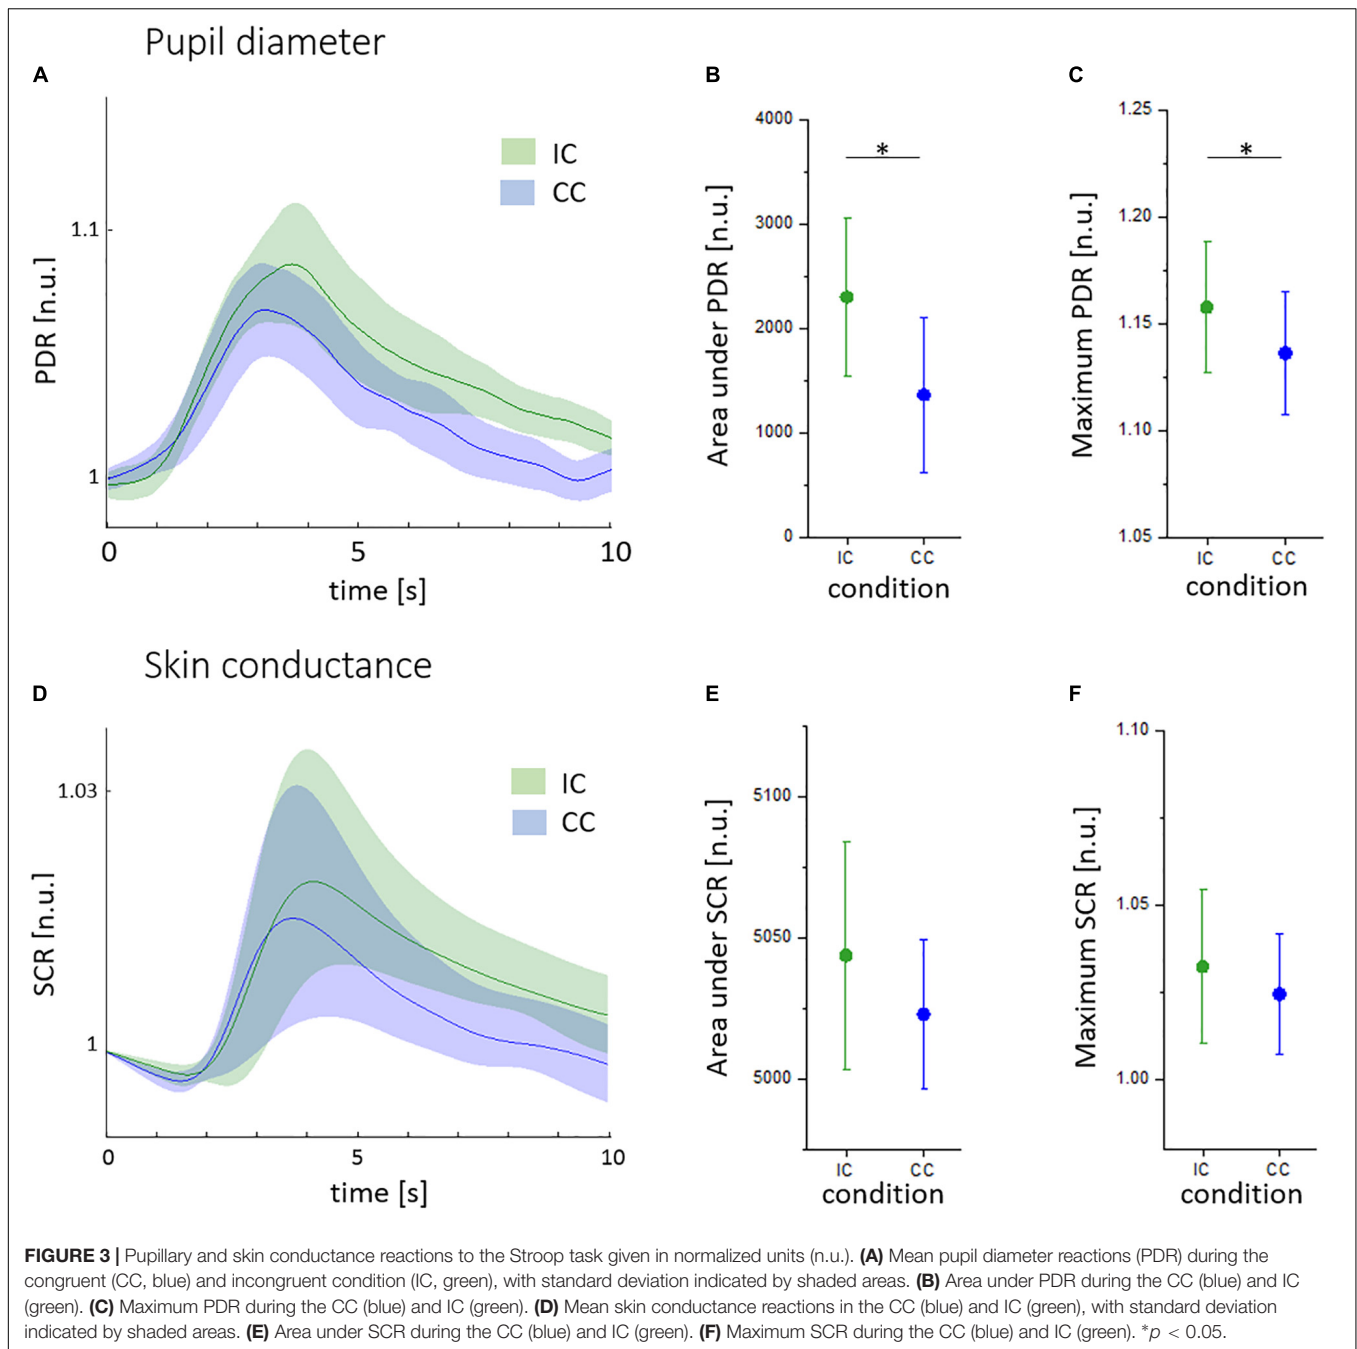 Pupil diameter
A
1.1
1
PDR [n.u.]
IC
CC
0
5
10
time [s]
B
4000
3000
2000
1000
0
Area under PDR [n.u.]
*
IC
CC
condition
C
1.25
1.20
1.15
1.10
1.05
Maximum PDR [n.u.]
*
IC
CC
condition
Skin conductance
D
1.03
1
SCR [n.u.]
IC
CC
0
5
10
time [s]
E
5100
5050
5000
Area under SCR [n.u.]
IC
CC
condition
F
1.10
1.05
1.00
Maximum SCR [n.u.]
IC
CC
condition
FIGURE 3 | Pupillary and skin conductance reactions to the Stroop task given in normalized units (n.u.). (A) Mean pupil diameter reactions (PDR) during the
congruent (CC, blue) and incongruent condition (IC, green), with standard deviation indicated by shaded areas. (B) Area under PDR during the CC (blue) and IC
(green). (C) Maximum PDR during the CC (blue) and IC (green). (D) Mean skin conductance reactions in the CC (blue) and IC (green), with standard deviation
indicated by shaded areas. (E) Area under SCR during the CC (blue) and IC (green). (F) Maximum SCR during the CC (blue) and IC (green). *p < 0.05.